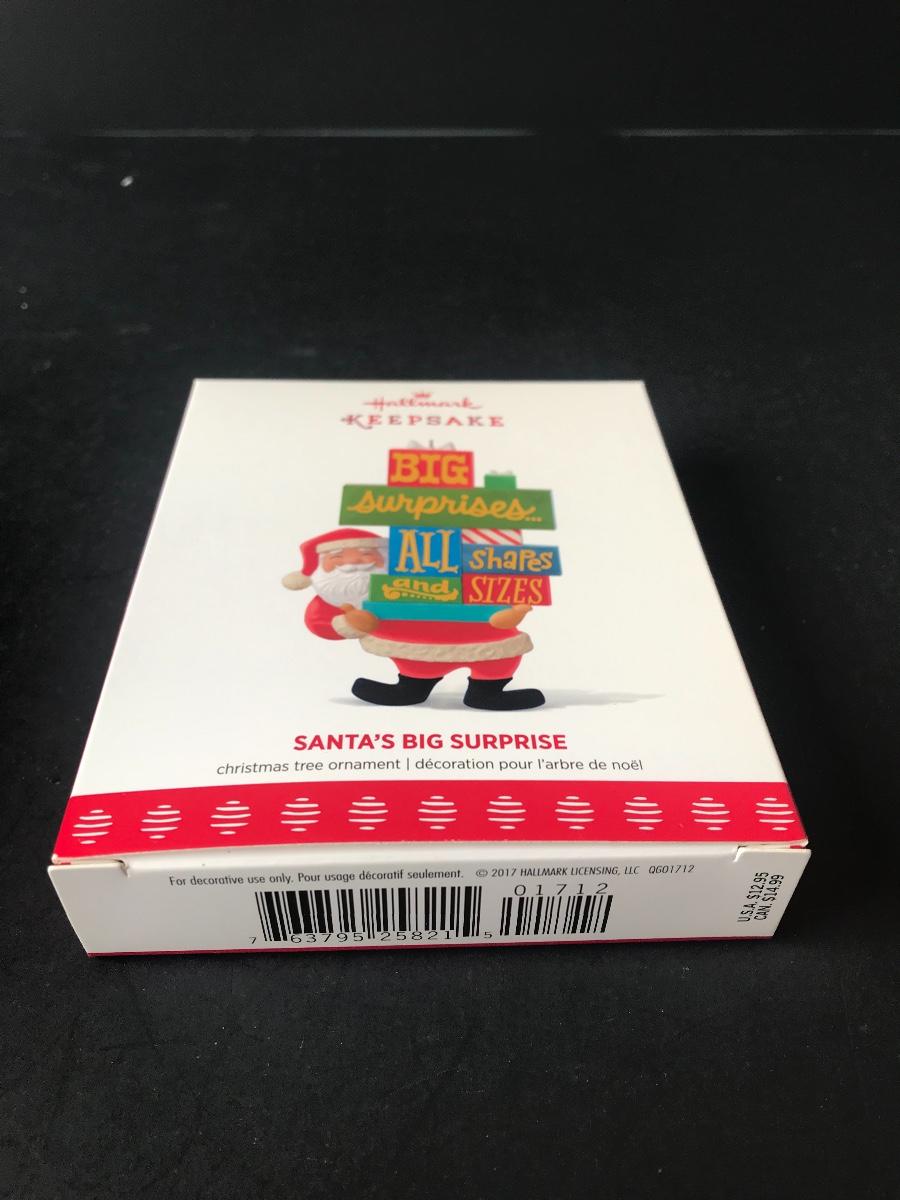 Hallmark
KEEPSAKE
BIG
surprises...
ALL shapes
and SIZES
SANTA'S BIG SURPRISE
christmas tree ornament | décoration pour l'arbre de noël
For decorative use only. Pour usage décoratif seulement. © 2017 HALLMARK LICENSING, LLC QGO1712
01712
7 63795 25821 5
U.S.A. $12.95
CAN. $14.99